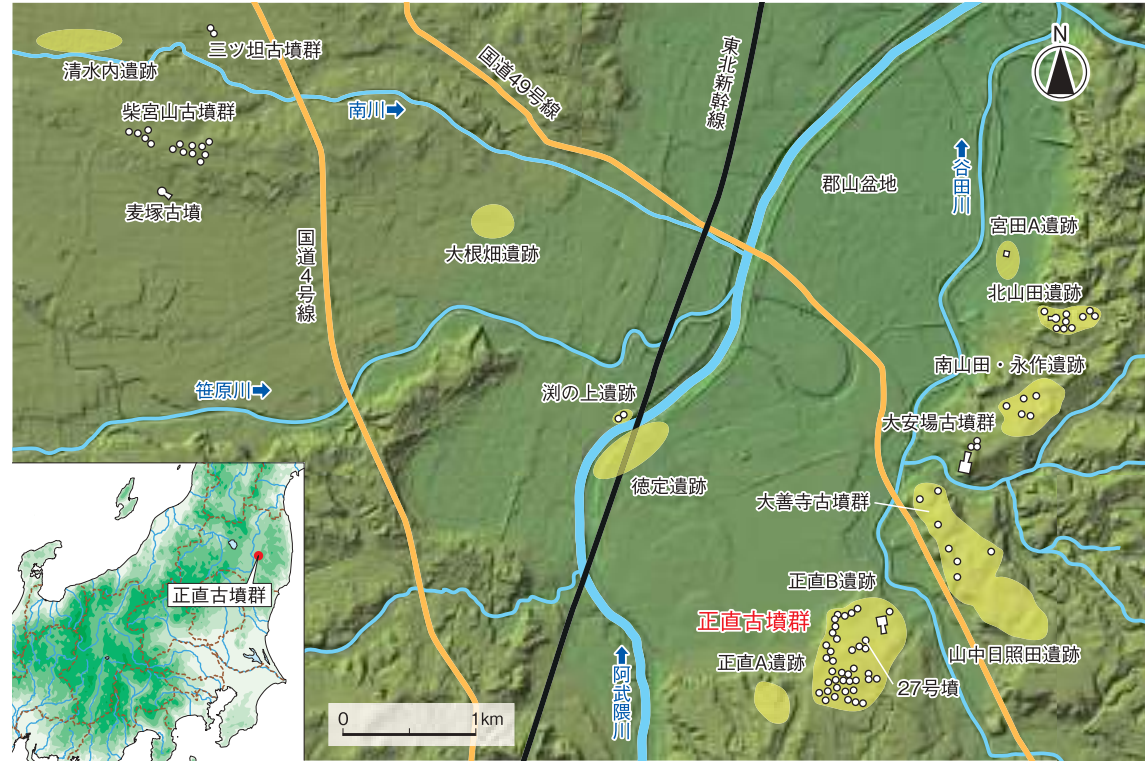 三ツ坦古墳群
清水内遺跡
国道49号線
東北新幹線
N
柴宮山古墳群
南川
谷田川
郡山盆地
麦塚古墳
宮田A遺跡
大根畑遺跡
国道4号線
北山田遺跡
南山田・永作遺跡
笹原川
渕の上遺跡
大安場古墳群
徳定遺跡
大善寺古墳群
正直B遺跡
正直古墳群
正直古墳群
山中日照田遺跡
正直A遺跡
27号墳
阿武隈川
0 1km